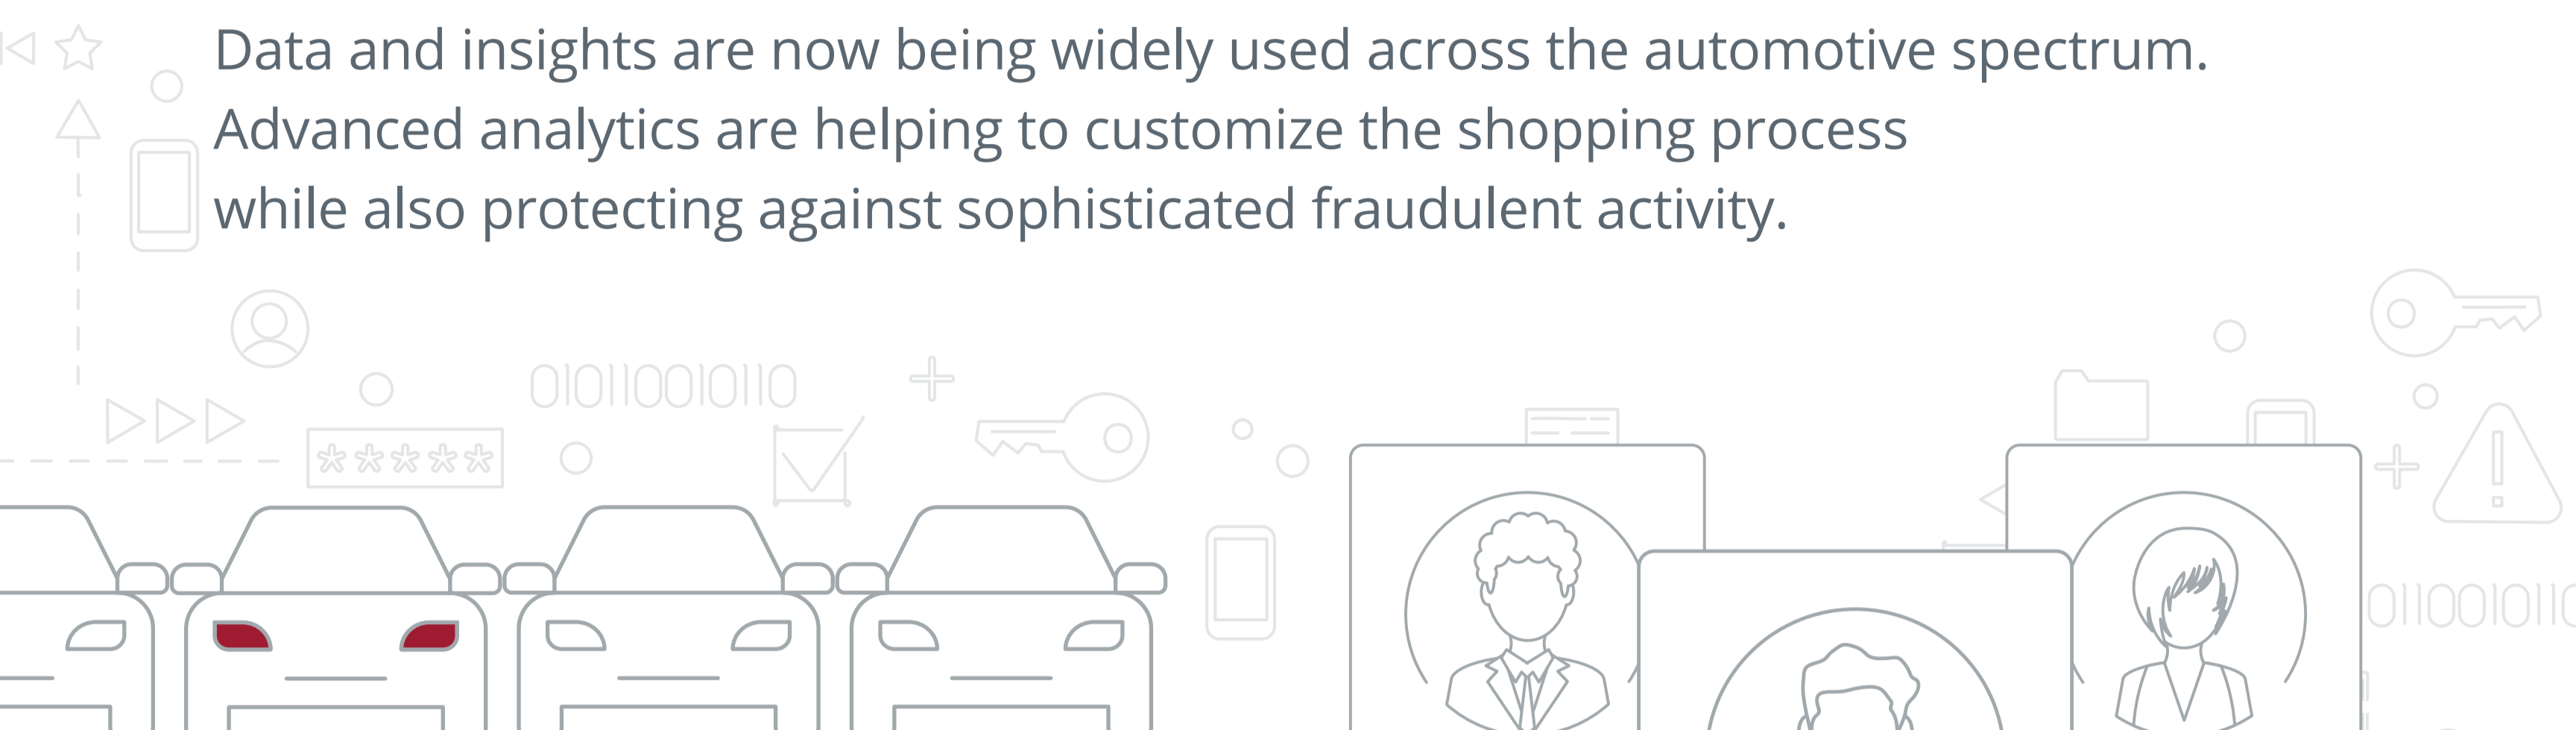 Data and insights are now being widely used across the automotive spectrum.
Advanced analytics are helping to customize the shopping process
while also protecting against sophisticated fraudulent activity.
0101100101110
*****
011001011